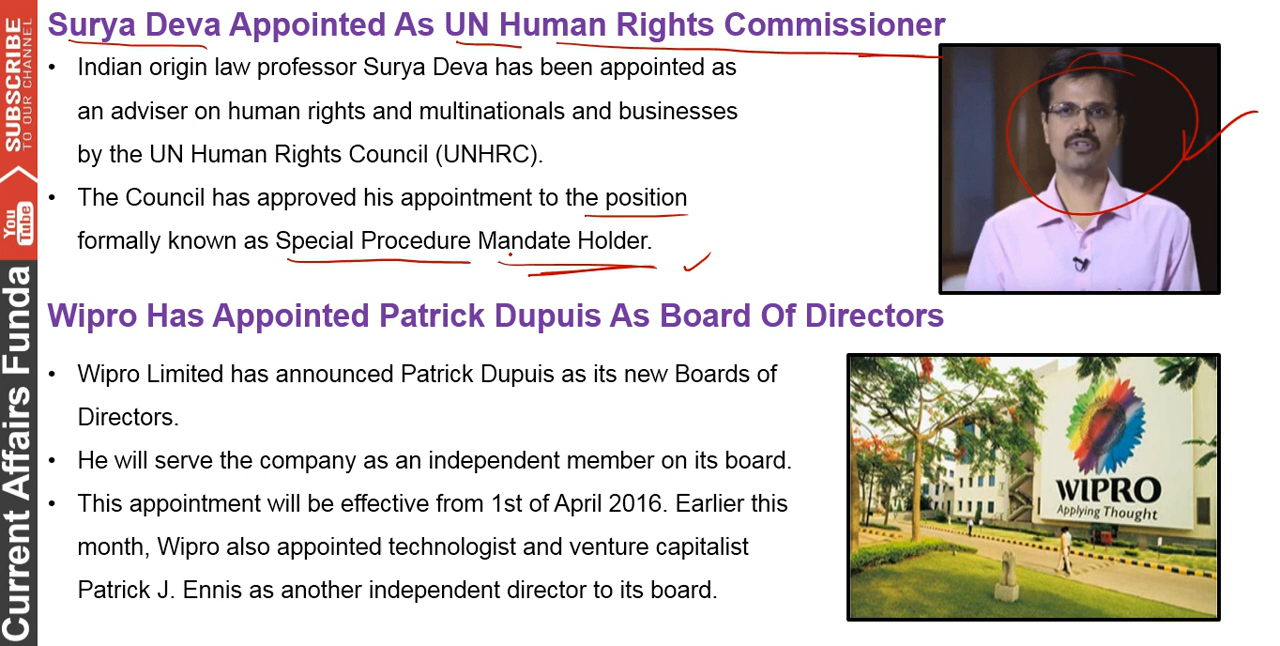 SUBSCRIBE
TO OUR CHANNEL
You
Tube
Current Affairs Funda
Surya Deva Appointed As UN Human Rights Commissioner
• Indian origin law professor Surya Deva has been appointed as
an adviser on human rights and multinationals and businesses
by the UN Human Rights Council (UNHRC).
• The Council has approved his appointment to the position
formally known as Special Procedure Mandate Holder.
Wipro Has Appointed Patrick Dupuis As Board Of Directors
• Wipro Limited has announced Patrick Dupuis as its new Boards of
Directors.
• He will serve the company as an independent member on its board.
• This appointment will be effective from 1st of April 2016. Earlier this
month, Wipro also appointed technologist and venture capitalist
Patrick J. Ennis as another independent director to its board.
WIPRO
Applying Thought